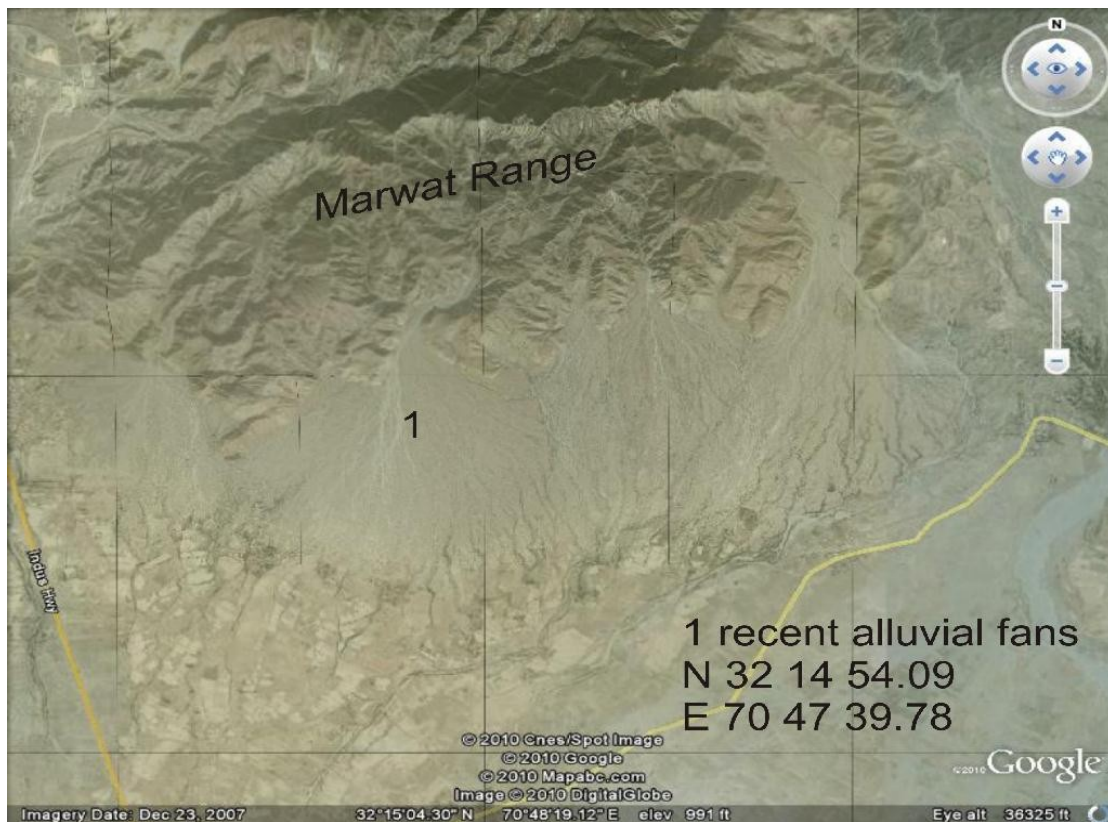 N
Marwat Range
1
Indus Hwy
1 recent alluvial fans
N 32 14 54.09
E 70 47 39.78
© 2010 Cnes/Spot Image
© 2010 Google
© 2010 Mapabc.com
Image © 2010 DigitalGlobe
©2010 Google
Imagery Date: Dec 23, 2007 32°15'04.30" N 70°48'19.12" E elev 991 ft Eye alt 36325 ft